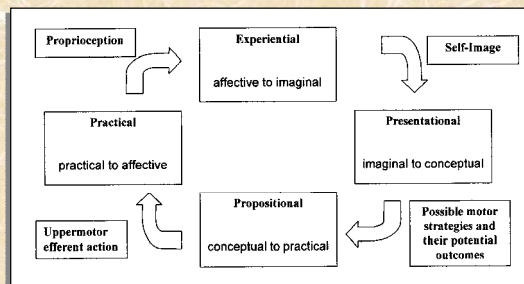 Proprioception
Experiential
affective to imaginal
Self-Image
Practical
practical to affective
Presentational
imaginal to conceptual
Propositional
conceptual to practical
Uppermotor
efferent action
Possible motor
strategies and
their potential
outcomes